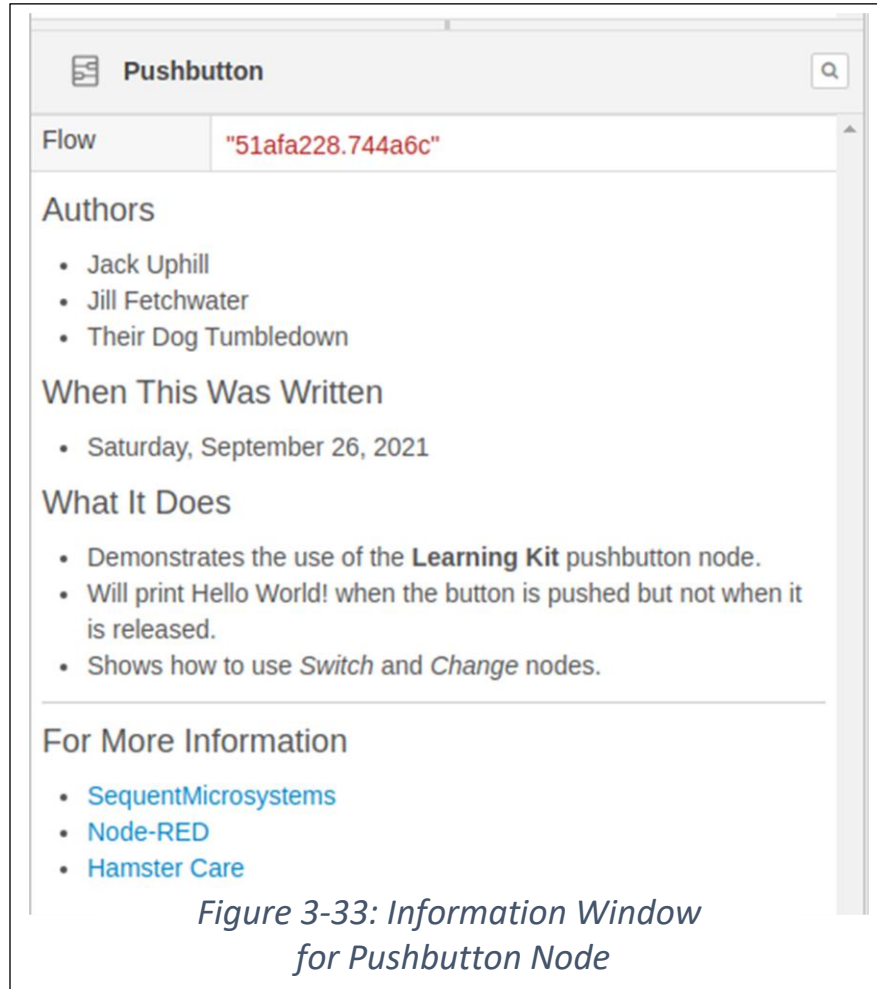 Pushbutton
Flow "51afa228.744a6c"
Authors
• Jack Uphill
• Jill Fetchwater
• Their Dog Tumbledown
When This Was Written
• Saturday, September 26, 2021
What It Does
• Demonstrates the use of the Learning Kit pushbutton node.
• Will print Hello World! when the button is pushed but not when it
is released.
• Shows how to use Switch and Change nodes.
For More Information
• SequentMicrosystems
• Node-RED
• Hamster Care
Figure 3-33: Information Window
for Pushbutton Node